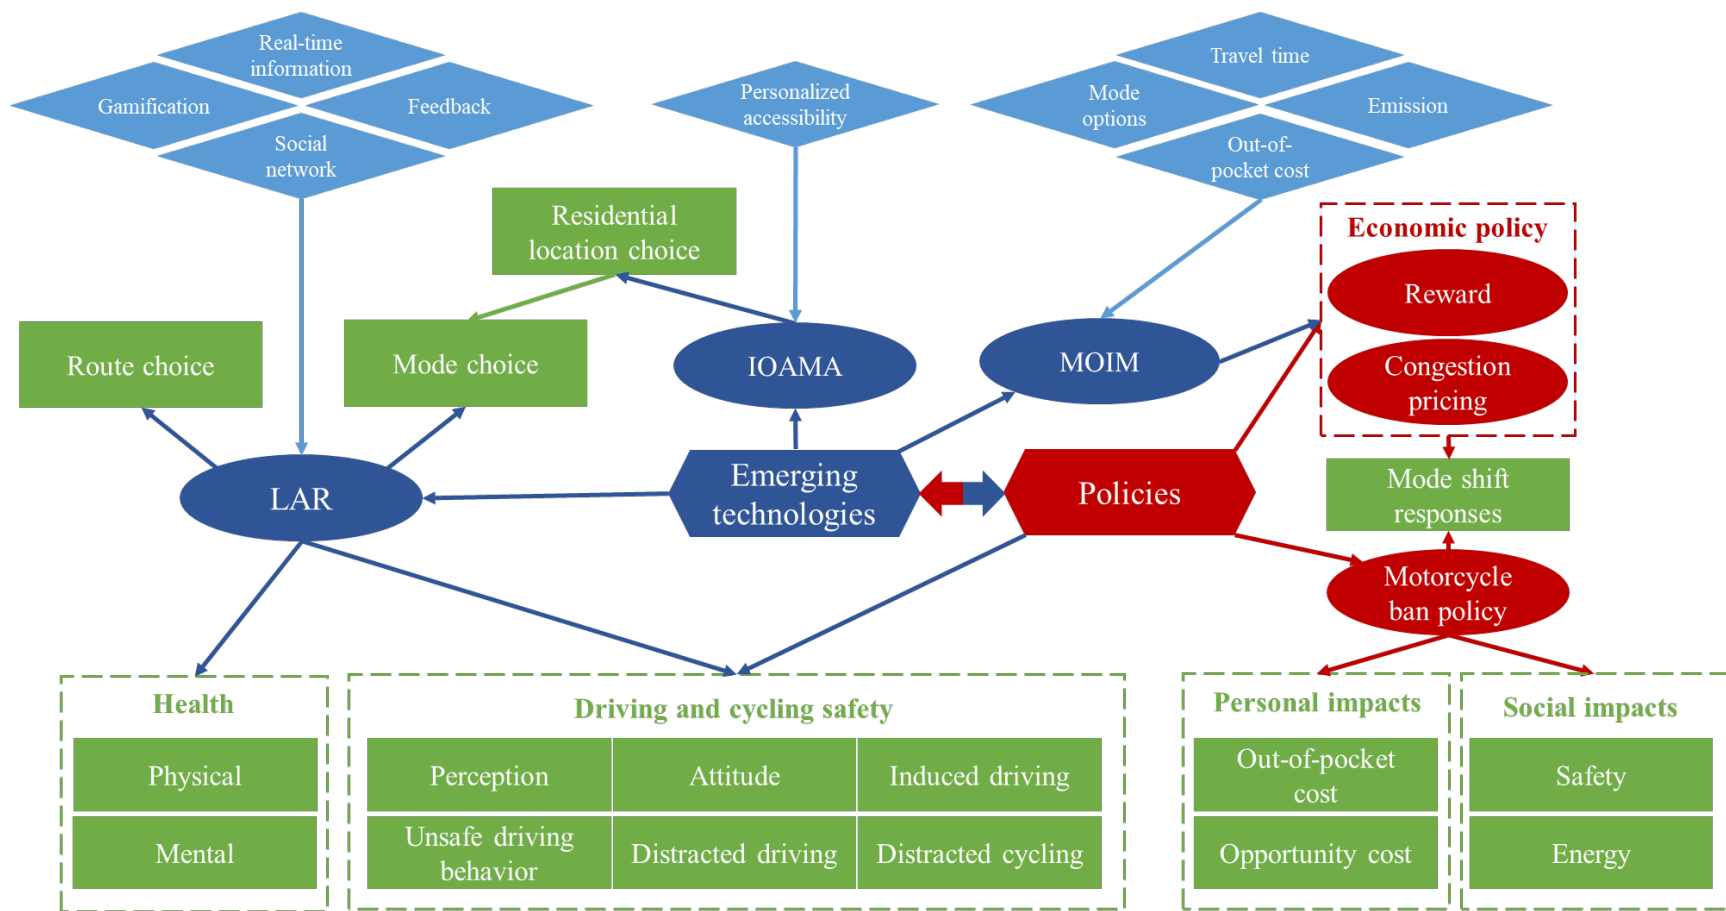 Real-time
information
Gamification
Feedback
Social
network
Personalized
accessibility
Travel time
Mode
options
Emission
Out-of-
pocket cost
Residential
location choice
Economic policy
Reward
Congestion
pricing
Route choice
Mode choice
IOAMA
MOIM
LAR
Emerging
technologies
Policies
Mode shift
responses
Motorcycle
ban policy
Health
Physical
Mental
Driving and cycling safety
Perception
Attitude
Induced driving
Unsafe driving
behavior
Distracted driving
Distracted cycling
Personal impacts
Out-of-pocket
cost
Opportunity cost
Social impacts
Safety
Energy